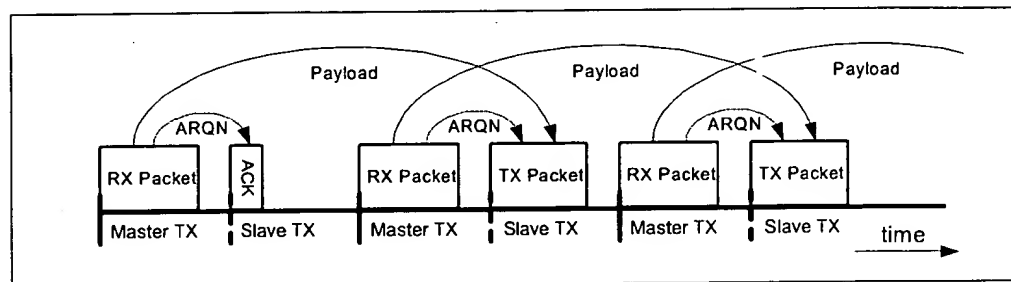 Payload
Payload
Payload
ARQN
ARQN
ARQN
RX Packet
ACK
RX Packet
TX Packet
RX Packet
TX Packet
Master TX
Slave TX
Master TX
Slave TX
Master TX
Slave TX
time